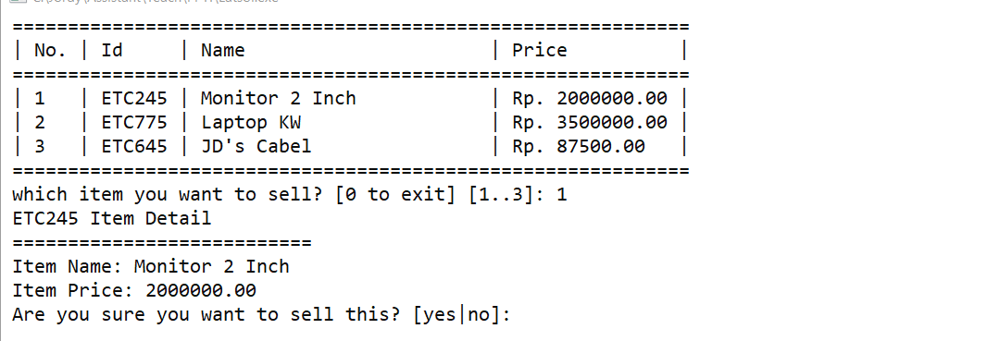 =============================================================
| No. | Id     | Name                      | Price          |
=============================================================
| 1   | ETC245 | Monitor 2 Inch            | Rp. 2000000.00 |
| 2   | ETC775 | Laptop KW                 | Rp. 3500000.00 |
| 3   | ETC645 | JD's Cabel                | Rp. 87500.00   |
=============================================================
which item you want to sell? [0 to exit] [1..3]: 1
ETC245 Item Detail
===========================
Item Name: Monitor 2 Inch
Item Price: 2000000.00
Are you sure you want to sell this? [yes|no]: